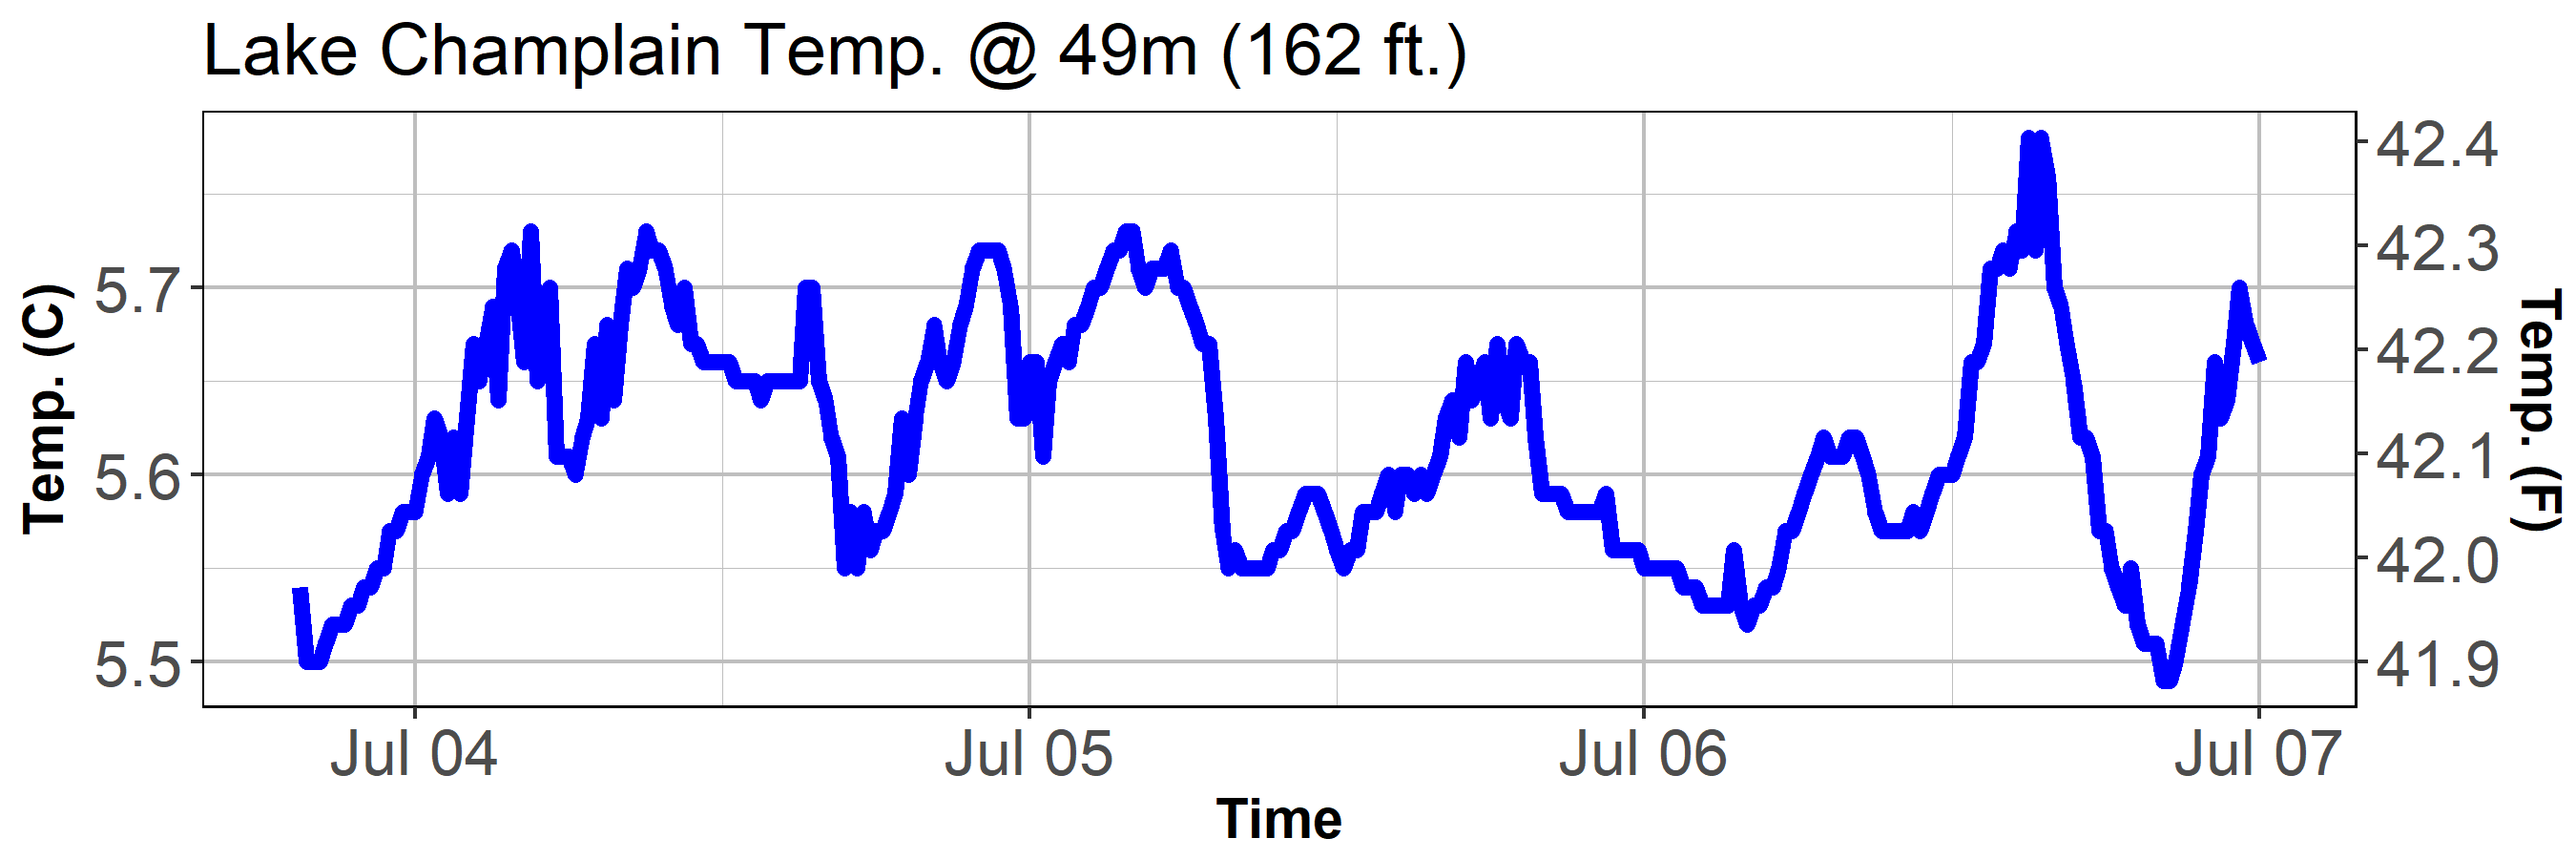 Lake Champlain Temp. @ 49m (162 ft.)
Temp. (C)
5.7
5.6
5.5
42.4
42.3
42.2
42.1
42.0
41.9
Temp. (F)
Jul 04 Jul 05 Jul 06 Jul 07
Time